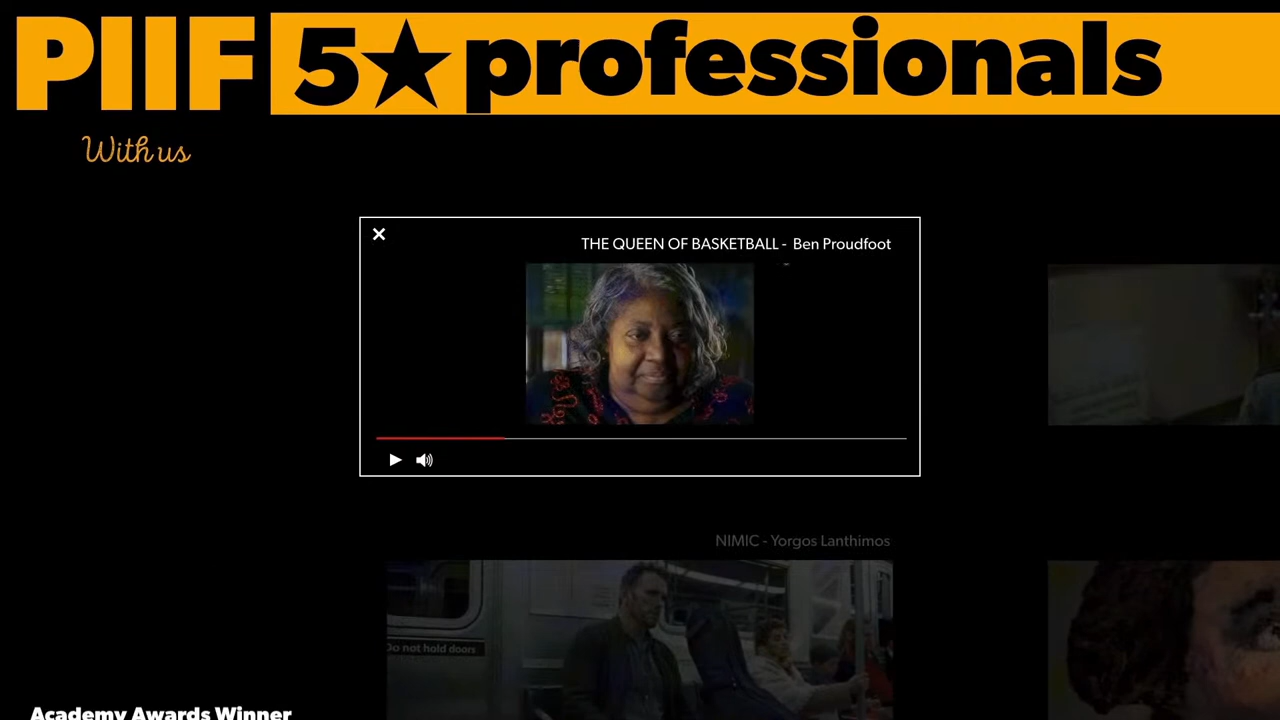 PIIF 5★professionals
With us
THE QUEEN OF BASKETBALL - Ben Proudfoot
NIMIC - Yorgos Lanthimos
Do not hold doors
Academy Awards Winner